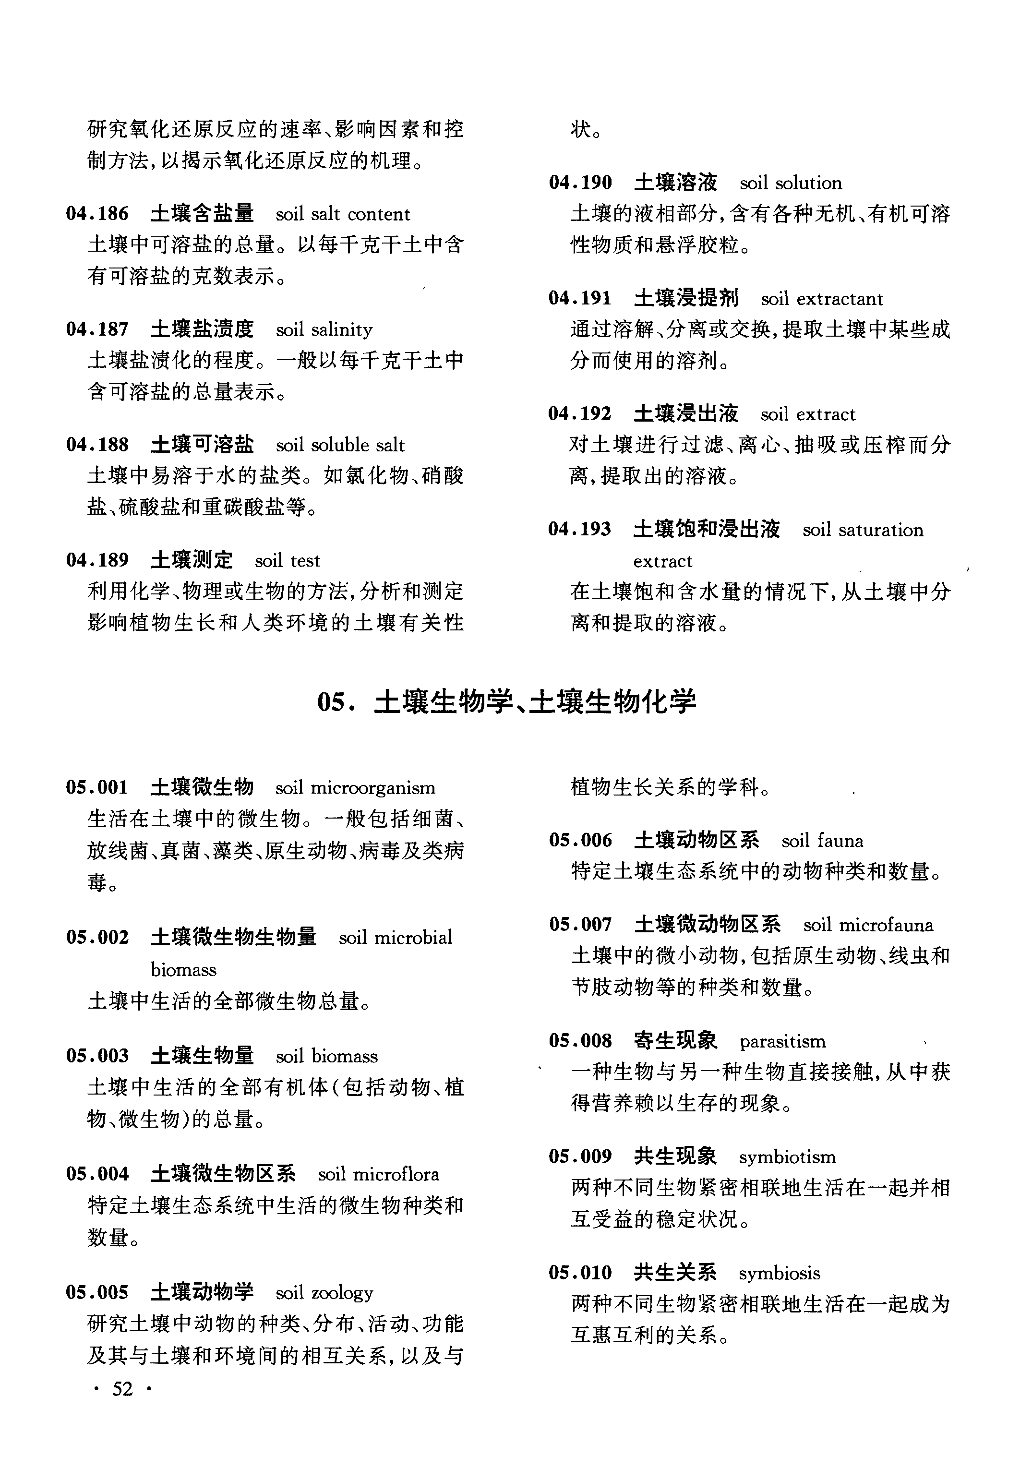 研究氧化还原反应的速率、影响因素和控
制方法,以揭示氧化还原反应的机理。
04.186 土壤含盐量 soil salt content
土壤中可溶盐的总量。以每千克干土中含
有可溶盐的克数表示。
04.187 土壤盐渍度 soil salinity
土壤盐渍化的程度。一般以每千克干土中
含可溶盐的总量表示。
04.188 土壤可溶盐 soil soluble salt
土壤中易溶于水的盐类。如氯化物、硝酸
盐、硫酸盐和重碳酸盐等。
04.189 土壤测定 soil test
利用化学、物理或生物的方法,分析和测定
影响植物生长和人类环境的土壤有关性
状。
04.190 土壤溶液 soil solution
土壤的液相部分,含有各种无机、有机可溶
性物质和悬浮胶粒。
04.191 土壤浸提剂 soil extractant
通过溶解、分离或交换,提取土壤中某些成
分而使用的溶剂。
04.192 土壤浸出液 soil extract
对土壤进行过滤、离心、抽吸或压榨而分
离,提取出的溶液。
04.193 土壤饱和浸出液 soil saturation
extract
在土壤饱和含水量的情况下,从土壤中分
离和提取的溶液。
05. 土壤生物学、土壤生物化学
05.001 土壤微生物 soil microorganism
生活在土壤中的微生物。一般包括细菌、
放线菌、真菌、藻类、原生动物、病毒及类病
毒。
05.002 土壤微生物生物量 soil microbial
biomass
土壤中生活的全部微生物总量。
05.003 土壤生物量 soil biomass
土壤中生活的全部有机体(包括动物、植
物、微生物)的总量。
05.004 土壤微生物区系 soil microflora
特定土壤生态系统中生活的微生物种类和
数量。
05.005 土壤动物学 soil zoology
研究土壤中动物的种类、分布、活动、功能
及其与土壤和环境间的相互关系,以及与
植物生长关系的学科。
05.006 土壤动物区系 soil fauna
特定土壤生态系统中的动物种类和数量。
05.007 土壤微动物区系 soil microfauna
土壤中的微小动物,包括原生动物、线虫和
节肢动物等的种类和数量。
05.008 寄生现象 parasitism
一种生物与另一种生物直接接触,从中获
得营养赖以生存的现象。
05.009 共生现象 symbiotism
两种不同生物紧密相联地生活在一起并相
互受益的稳定状况。
05.010 共生关系 symbiosis
两种不同生物紧密相联地生活在一起成为
互惠互利的关系。
· 52 ·